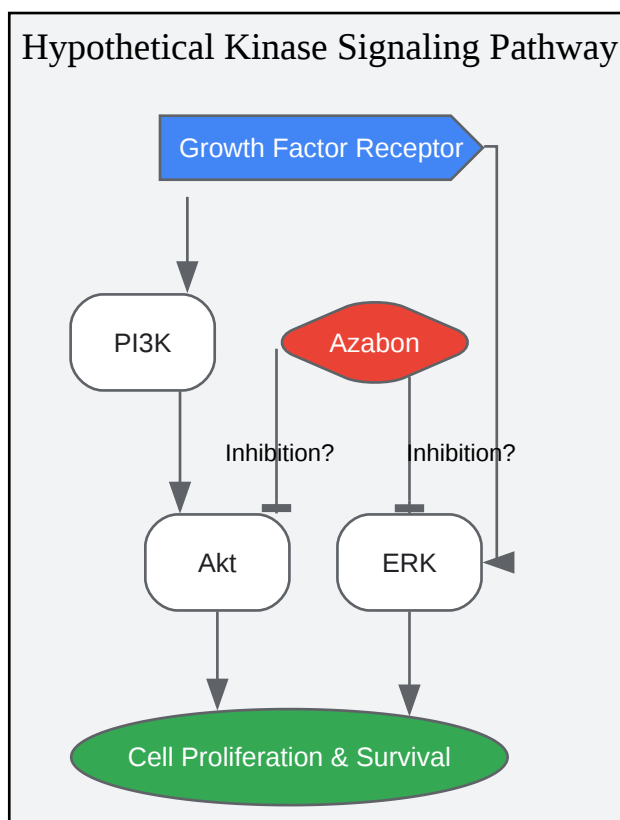 Hypothetical Kinase Signaling Pathway
Growth Factor Receptor
PI3K
Azabon
Inhibition?
Inhibition?
Akt
ERK
Cell Proliferation & Survival